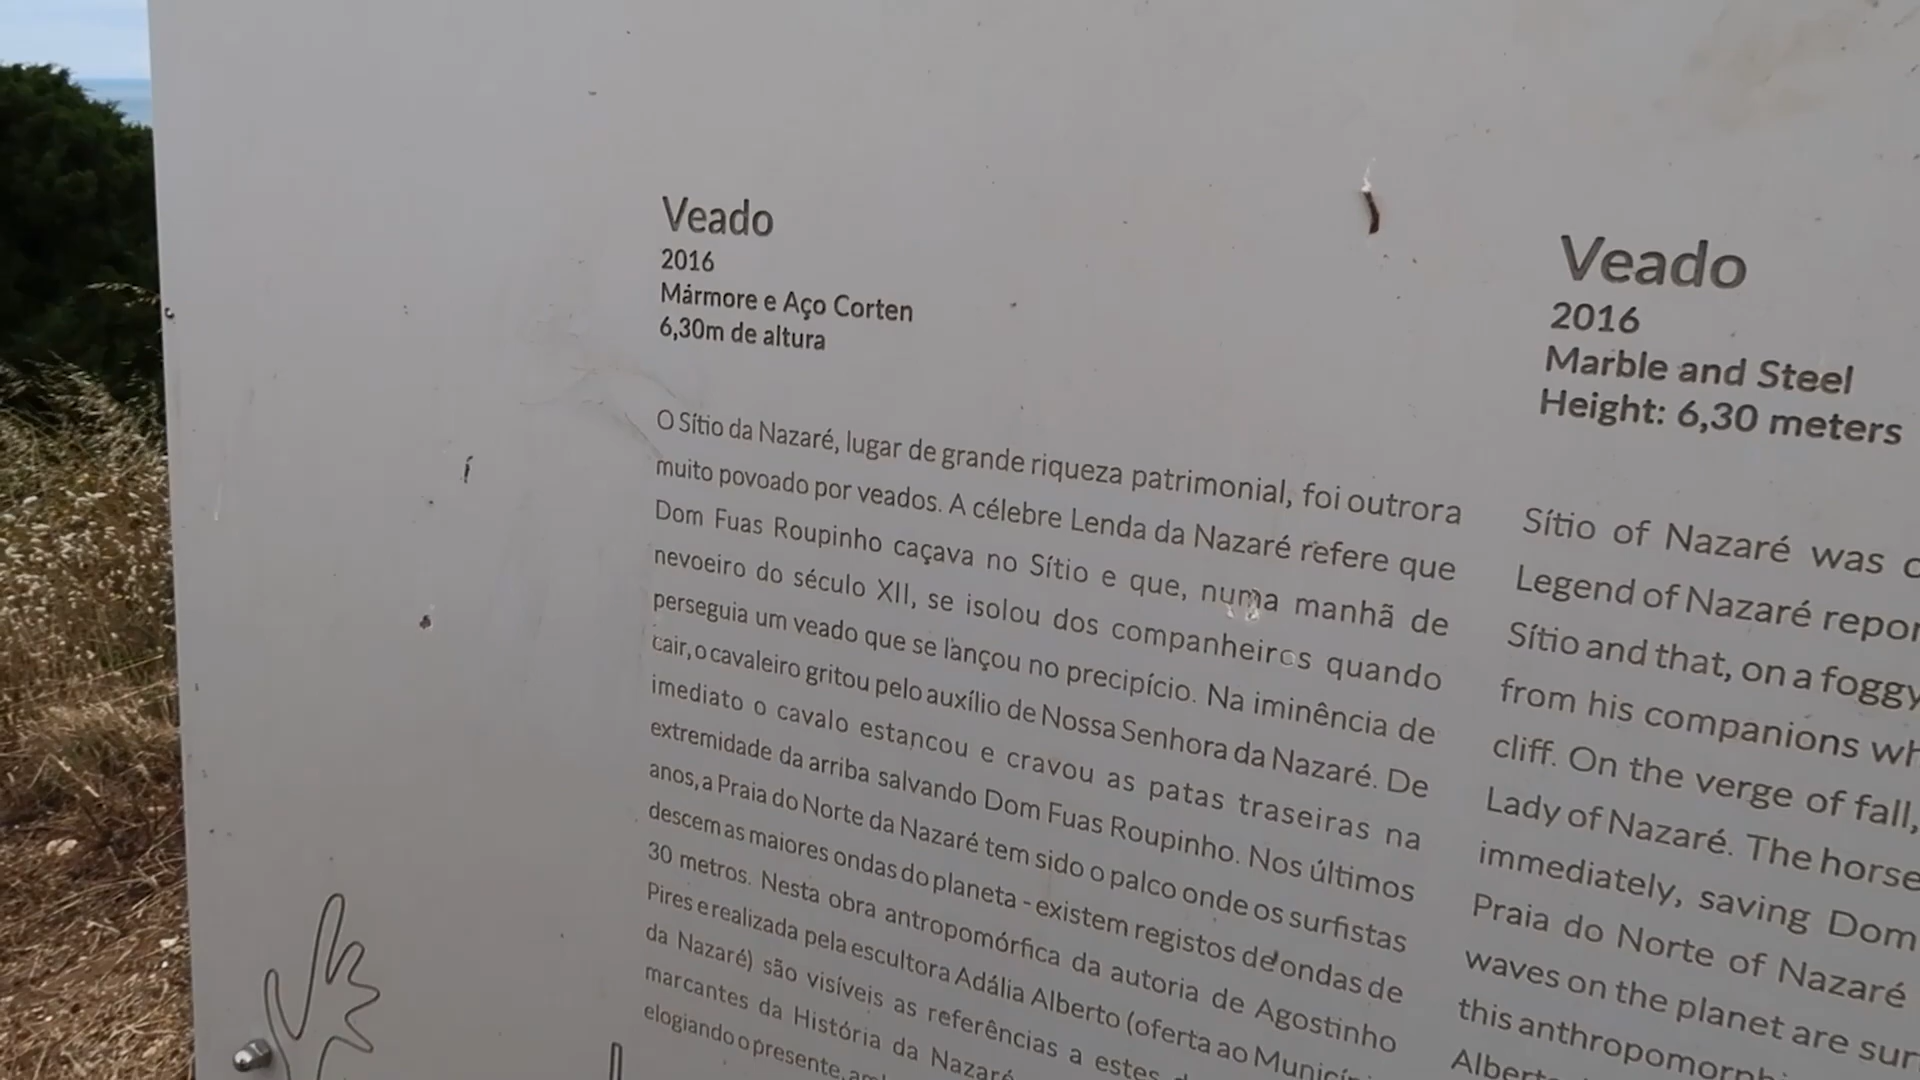 Veado
2016
Mármore e Aço Corten
6,30m de altura
O Sítio da Nazaré, lugar de grande riqueza patrimonial, foi outrora
muito povoado por veados. A célebre Lenda da Nazaré refere que
Dom Fuas Roupinho caçava no Sítio e que, numa manhã de
nevoeiro do século XII, se isolou dos companheiros quando
perseguia um veado que se lançou no precipício. Na iminência de
cair, o cavaleiro gritou pelo auxílio de Nossa Senhora da Nazaré. De
imediato o cavalo estancou e cravou as patas traseiras na
extremidade da arriba salvando Dom Fuas Roupinho. Nos últimos
anos, a Praia do Norte da Nazaré tem sido o palco onde os surfistas
descem as maiores ondas do planeta - existem registos de ondas de
30 metros. Nesta obra antropomórfica da autoria de Agostinho
Pires e realizada pela escultora Adália Alberto (oferta ao
da Nazaré) são visíveis as referências a estes
marcantes da História da Nazaré
elogiando o presente,
Veado
2016
Marble and Steel
Height: 6,30 meters
Sítio of Nazaré was
Legend of Nazaré
Sítio and that, on a foggy
from his companions
cliff. On the verge of fall,
Lady of Nazaré. The horse
immediately, saving Dom
Praia do Norte of Nazaré
waves on the planet are
this